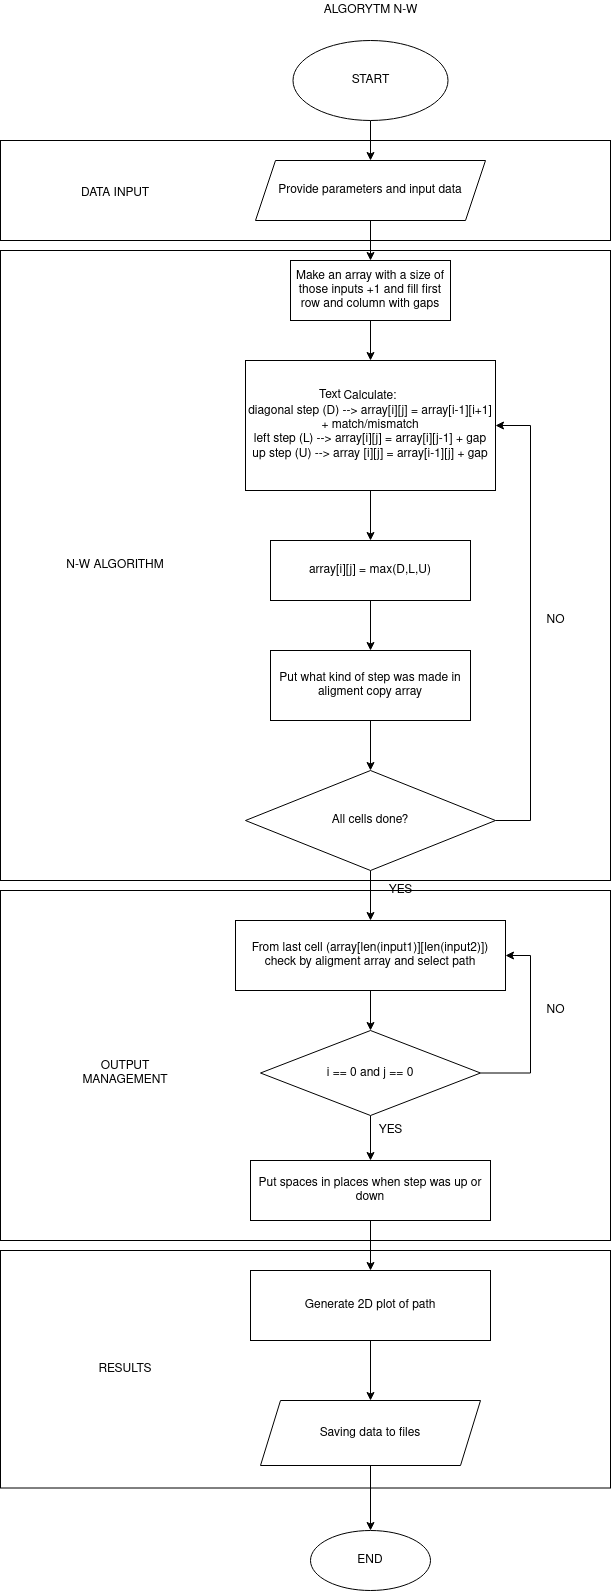 ALGORYTM N-W
START
DATA INPUT
Provide parameters and input data
Make an array with a size of
those inputs +1 and fill first
row and column with gaps
Text Calculate:
diagonal step (D) --> array[i][j] = array[i-1][i+1]
+ match/mismatch
left step (L) --> array[i][j] = array[i][j-1] + gap
up step (U) --> array [i][j] = array[i-1][j] + gap
N-W ALGORITHM
array[i][j] = max(D,L,U)
NO
Put what kind of step was made in
aligment copy array
All cells done?
YES
From last cell (array[len(input1)][len(input2)])
check by aligment array and select path
NO
OUTPUT
MANAGEMENT
i == 0 and j == 0
YES
Put spaces in places when step was up or
down
Generate 2D plot of path
RESULTS
Saving data to files
END